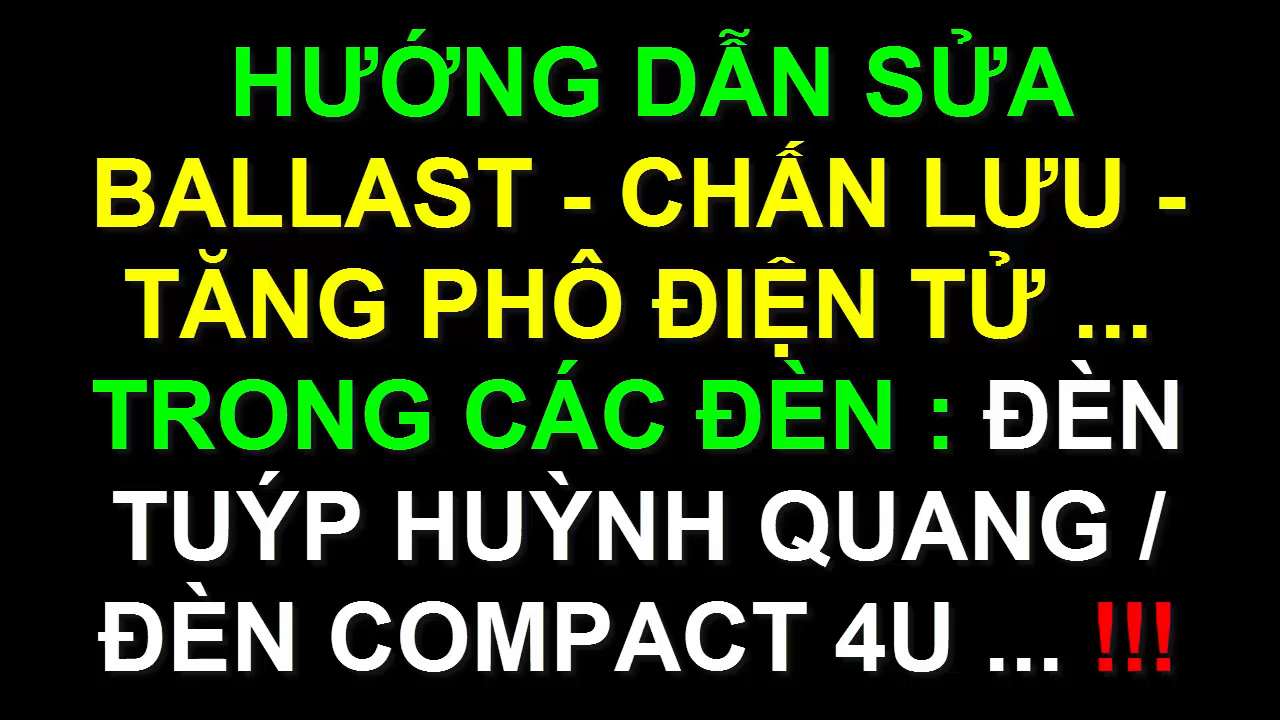 HƯỚNG DẪN SỬA
BALLAST - CHẤN LƯU -
TĂNG PHÔ ĐIỆN TỬ ...
TRONG CÁC ĐÈN : ĐÈN
TUÝP HUỲNH QUANG /
ĐÈN COMPACT 4U ... !!!